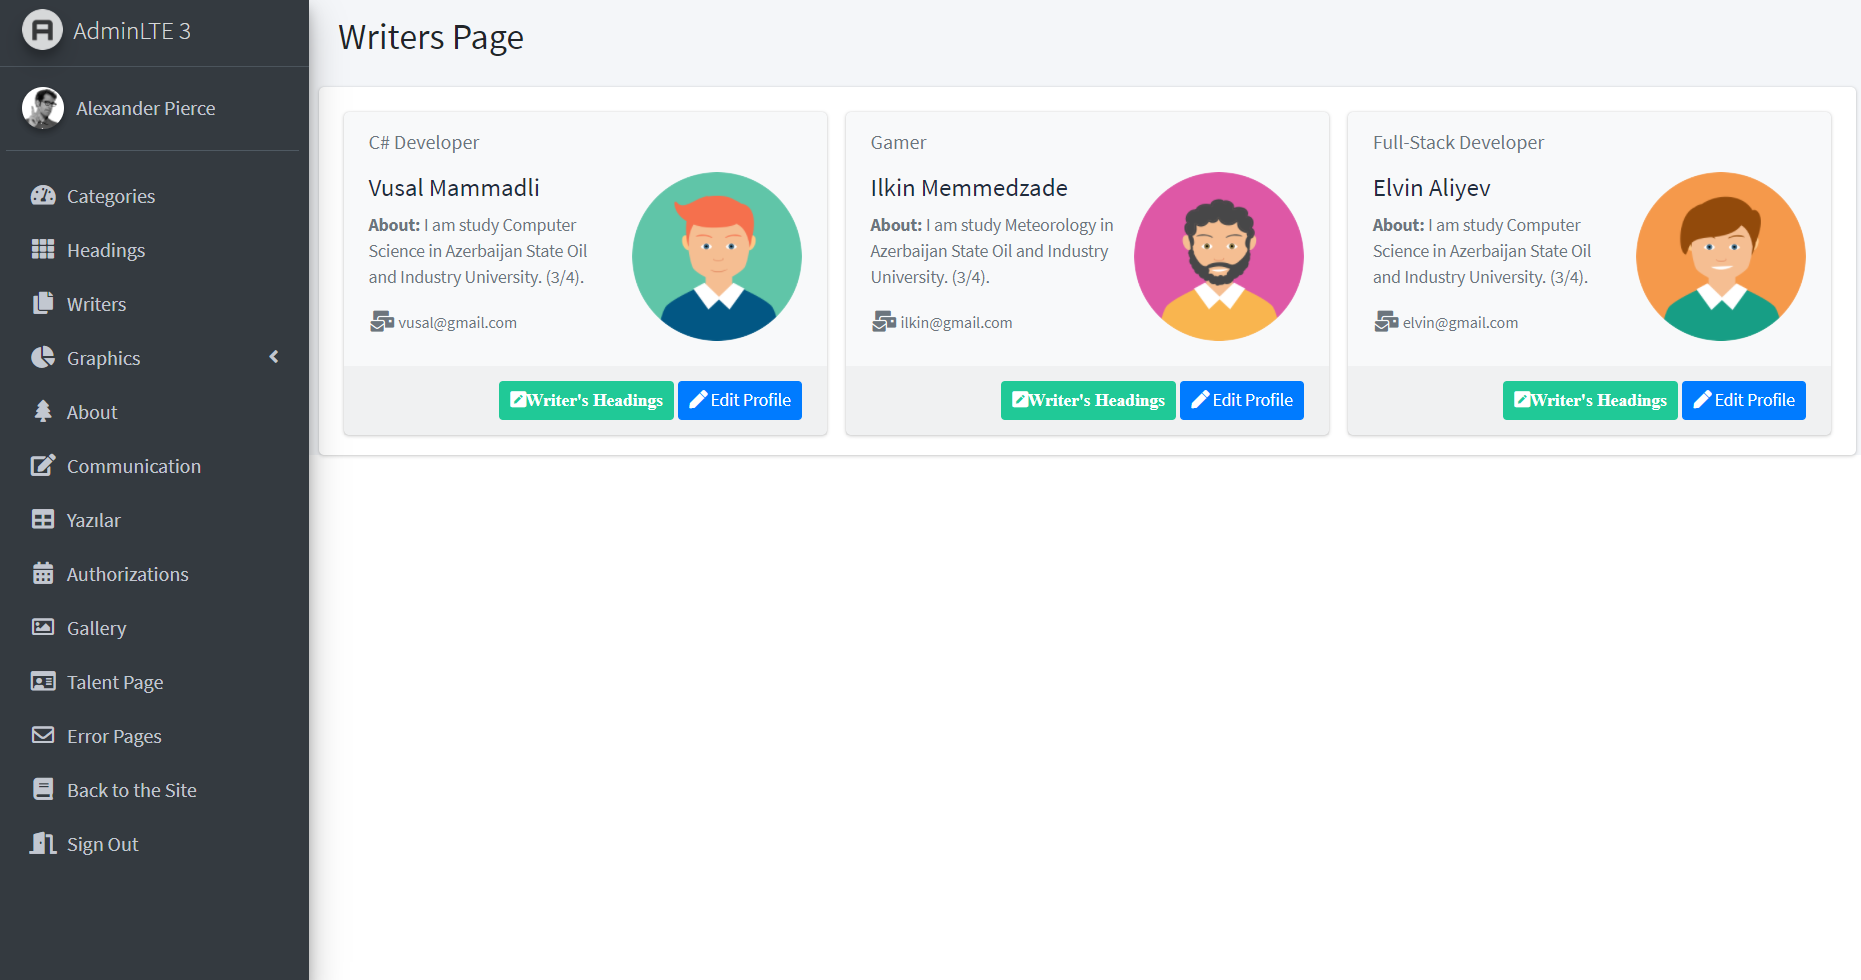 AdminLTE 3
Alexander Pierce
Categories
Headings
Writers
Graphics
About
Communication
Yazılar
Authorizations
Gallery
Talent Page
Error Pages
Back to the Site
Sign Out
Writers Page
C# Developer
Vusal Mammadli
About: I am study Computer
Science in Azerbaijan State Oil
and Industry University. (3/4).
vusal@gmail.com
Writer's Headings
Edit Profile
Gamer
Ilkin Memmedzade
About: I am study Meteorology in
Azerbaijan State Oil and Industry
University. (3/4).
ilkin@gmail.com
Writer's Headings
Edit Profile
Full-Stack Developer
Elvin Aliyev
About: I am study Computer
Science in Azerbaijan State Oil
and Industry University. (3/4).
elvin@gmail.com
Writer's Headings
Edit Profile